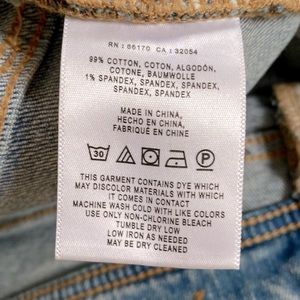 RN : 86170 CA : 32054
99% COTTON, COTON, ALGODÓN,
COTONE, BAUMWOLLE
1% SPANDEX, SPANDEX, SPANDEX,
SPANDEX, SPANDEX
MADE IN CHINA,
HECHO EN CHINA,
FABRIQUÉ EN CHINE
30 P
THIS GARMENT CONTAINS DYE WHICH
MAY DISCOLOR MATERIALS WITH WHICH IT
COMES INTO CONTACT
MACHINE WASH COLD WITH LIKE COLORS
USE ONLY NON-CHLORINE BLEACH
TUMBLE DRY LOW
LOW IRON AS NEEDED
MAY BE DRY CLEANED